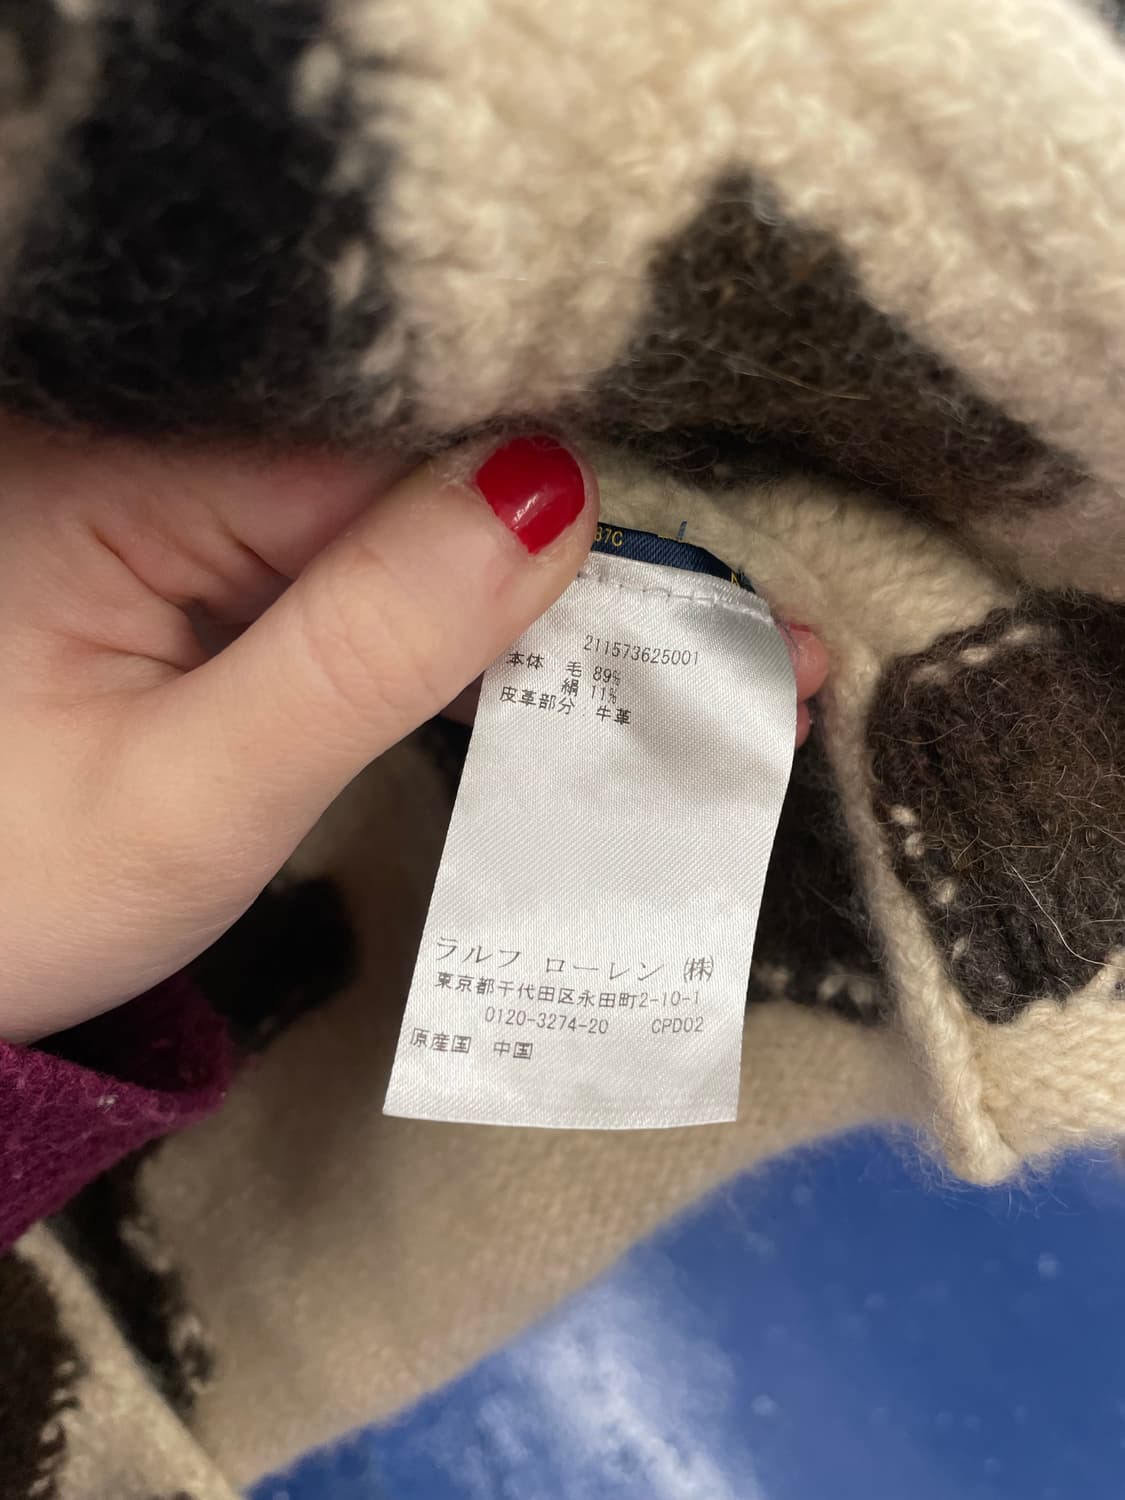 37C
211573625001
本体 毛 89%
絹 11%
皮革部分:牛革
ラルフ ローレン ㈱
東京都千代田区永田町2-10-1
0120-3274-20 CPD02
原産国 中国